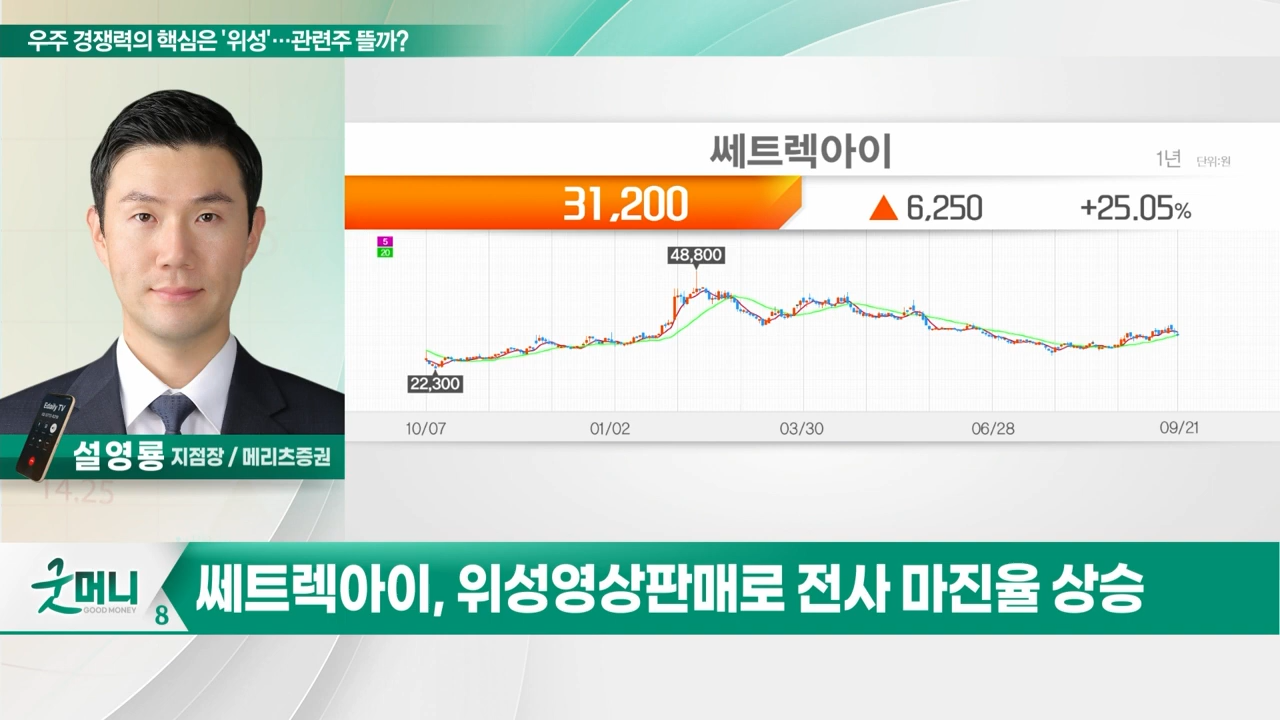 우주 경쟁력의 핵심은 '위성'…관련주 뜰까?
쎄트렉아이
1년 단위:원
31,200 ▲ 6,250 +25.05%
5
20
48,800
22,300
10/07 01/02 03/30 06/28 09/21
Edaily TV
설영룡 지점장 / 메리츠증권
14.25
굿머니
GOOD MONEY
8
쎄트렉아이, 위성영상판매로 전사 마진율 상승